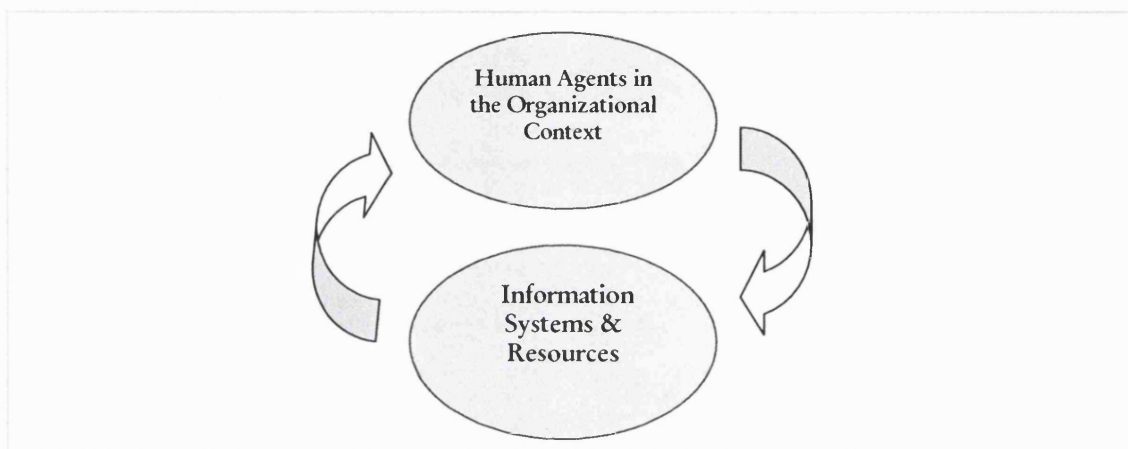 Human Agents in
the Organizational
Context
Information
Systems &
Resources